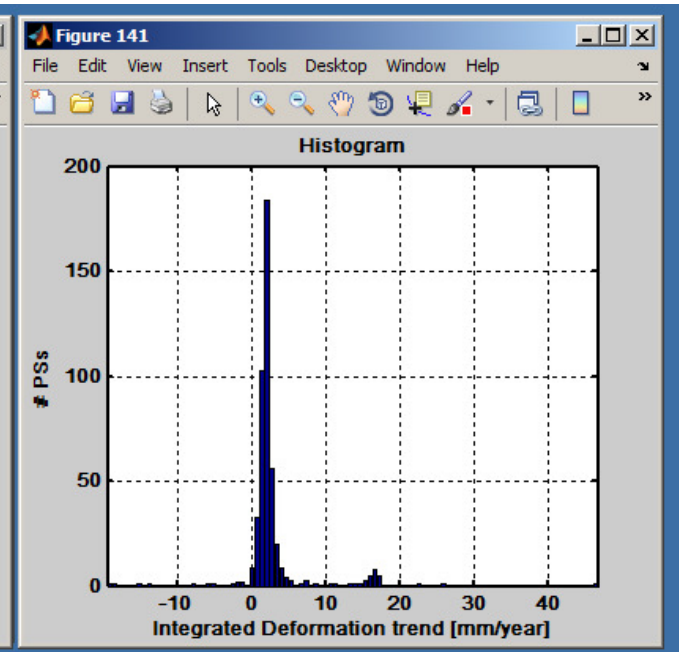 Figure 141
File Edit View Insert Tools Desktop Window Help
Histogram
200
150
100
50
0
# PSs
-10 0 10 20 30 40
Integrated Deformation trend [mm/year]